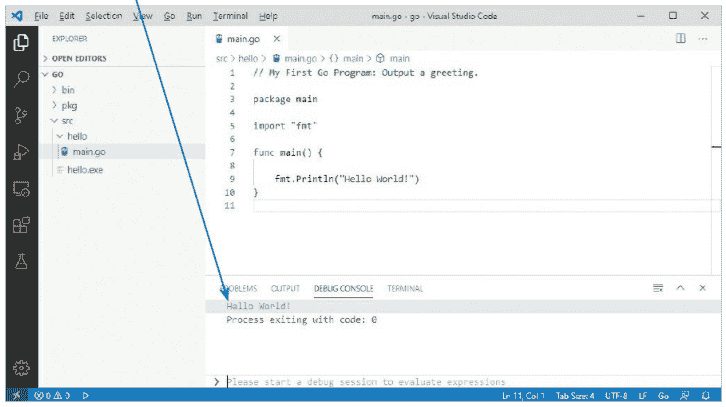 File Edit Selection View Go Run Terminal Help
main.go - go - Visual Studio Code
EXPLORER
OPEN EDITORS
GO
bin
pkg
src
hello
main.go
hello.exe
main.go
src > hello > main.go > {} main > main
1 // My First Go Program: Output a greeting.
2
3 package main
4
5 import "fmt"
6
7 func main() {
8
9 fmt.Println("Hello World!")
10 }
11
PROBLEMS OUTPUT DEBUG CONSOLE TERMINAL
Hello World!
Process exiting with code: 0
Please start a debug session to evaluate expressions
0 0 Ln 11, Col 1 Tab Size: 4 UTF-8 LF Go